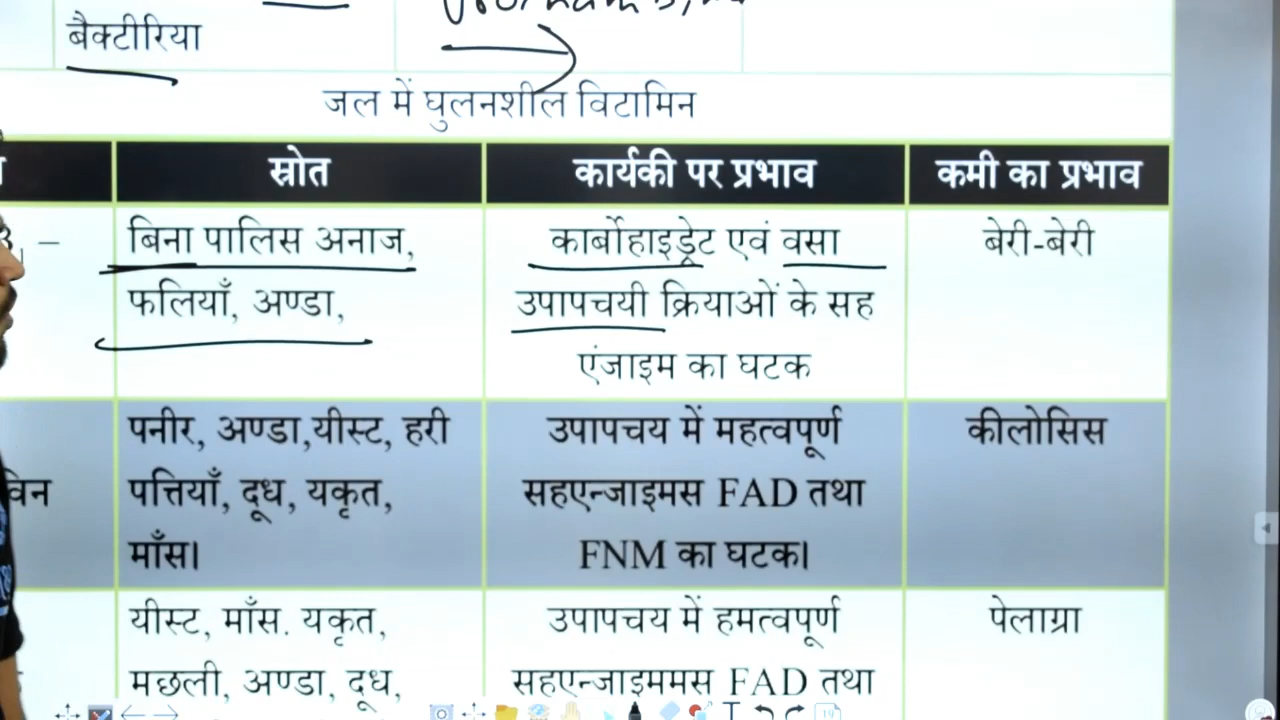 बैक्टीरिया
जल में घुलनशील विटामिन
स्रोत
कार्यकी पर प्रभाव
कमी का प्रभाव
बिना पालिस अनाज,
फलियाँ, अण्डा,
कार्बोहाइड्रेट एवं वसा
उपापचयी क्रियाओं के सह
एंजाइम का घटक
बेरी-बेरी
विन
पनीर, अण्डा,यीस्ट, हरी
पत्तियाँ, दूध, यकृत,
माँस।
उपापचय में महत्वपूर्ण
सहएन्जाइमस FAD तथा
FNM का घटक।
कीलोसिस
यीस्ट, माँस. यकृत,
मछली, अण्डा, दूध,
उपापचय में हमत्वपूर्ण
सहएन्जाइममस FAD तथा
पेलाग्रा